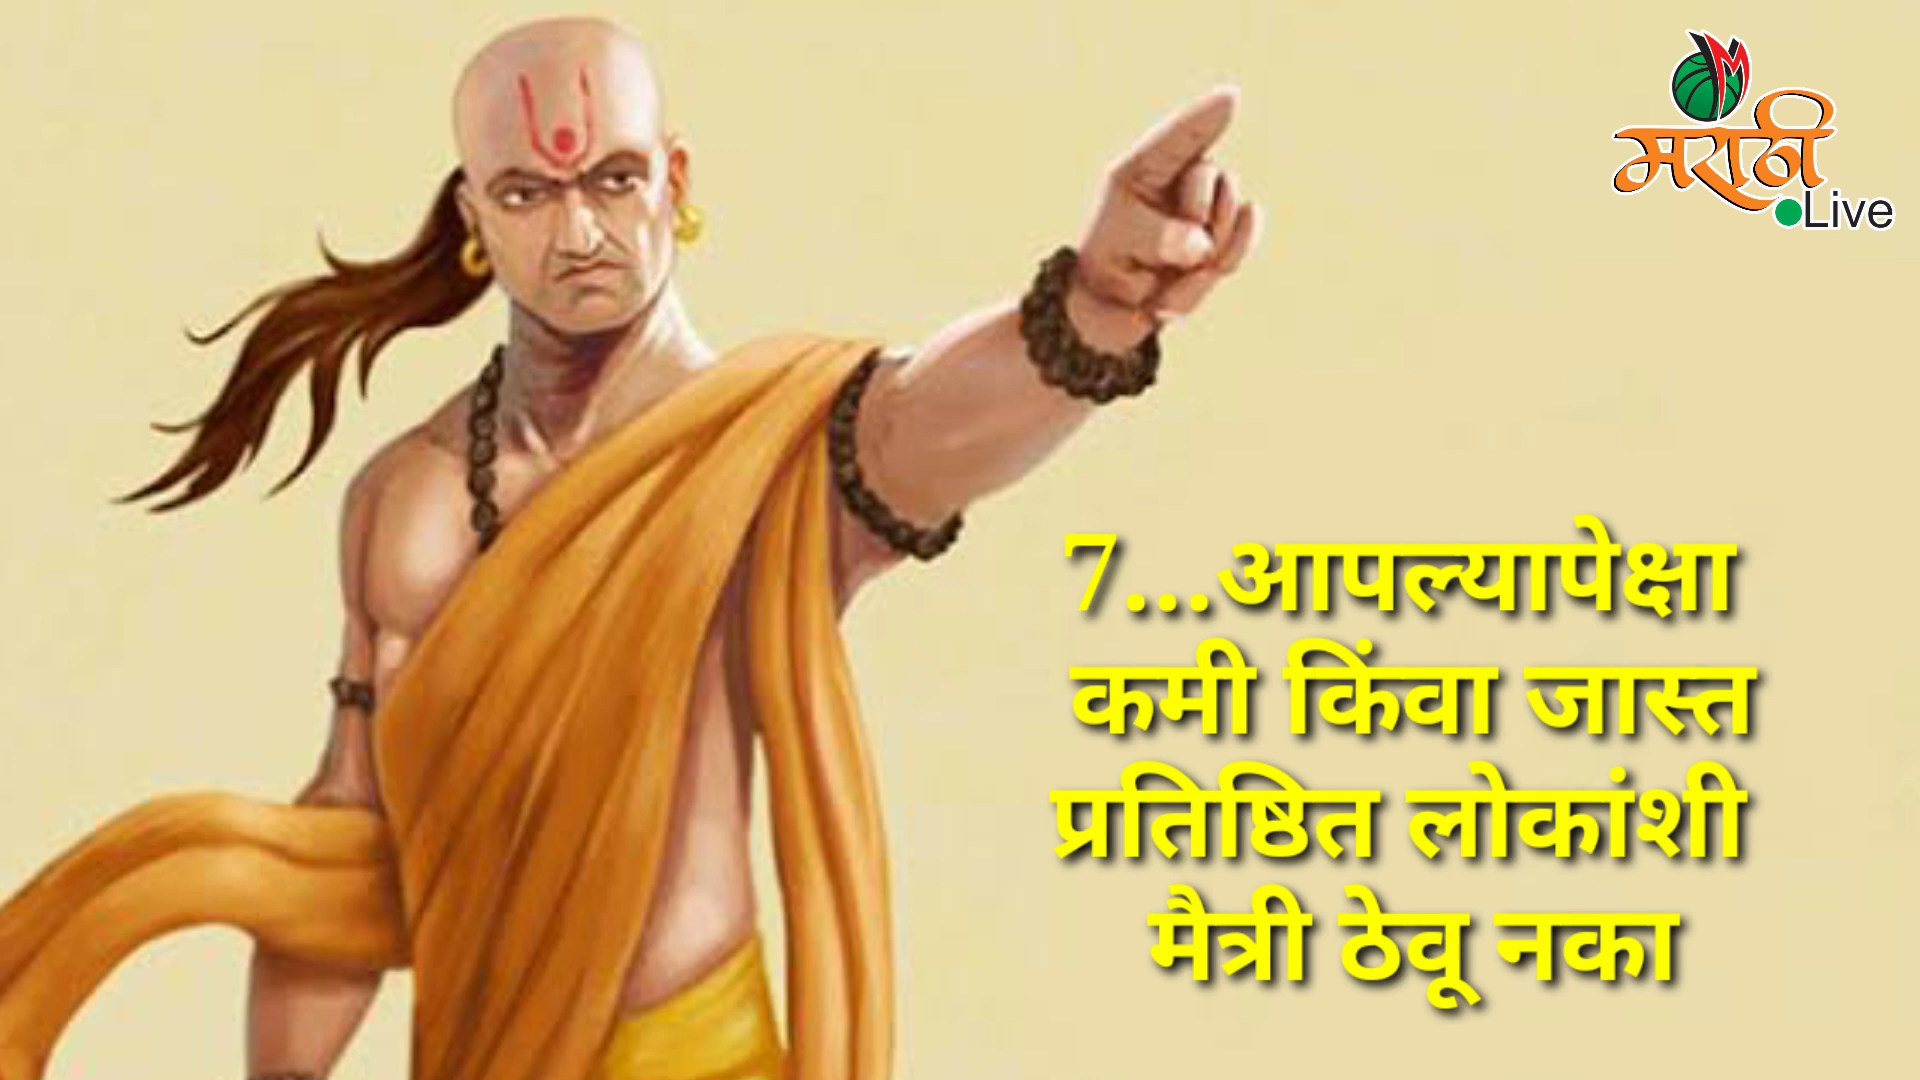 मराठी
Live
7...आपल्यापेक्षा
कमी किंवा जास्त
प्रतिष्ठित लोकांशी
मैत्री ठेवू नका